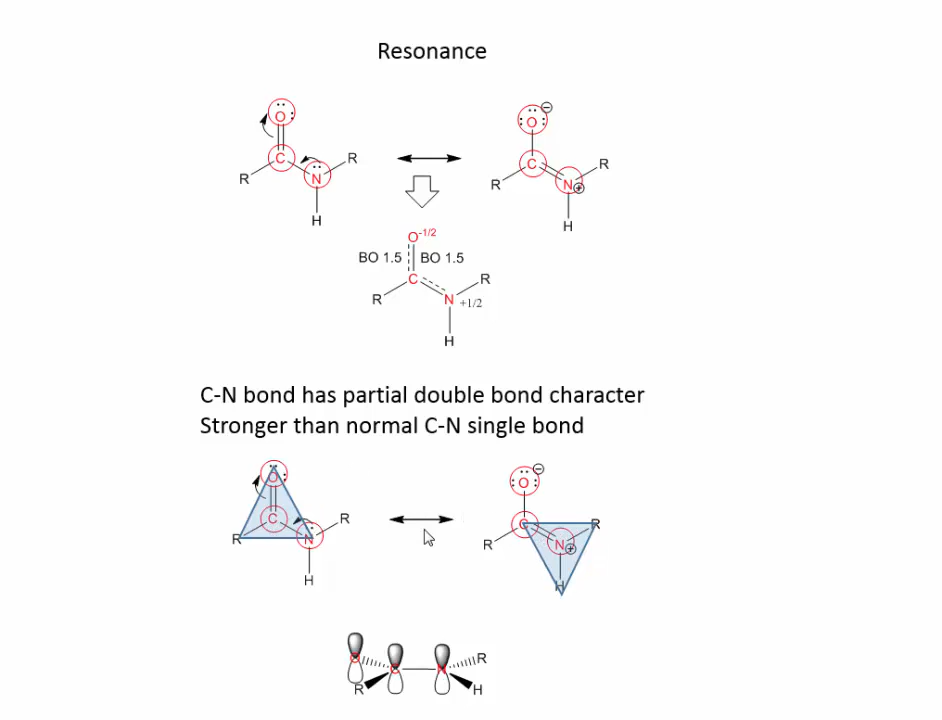 Resonance
O O
C R C R
R N R N
H H
O-1/2
BO 1.5 BO 1.5
C R
R N +1/2
H
C-N bond has partial double bond character
Stronger than normal C-N single bond
O O
C R C R
R N R N
H H
O C N R
R H